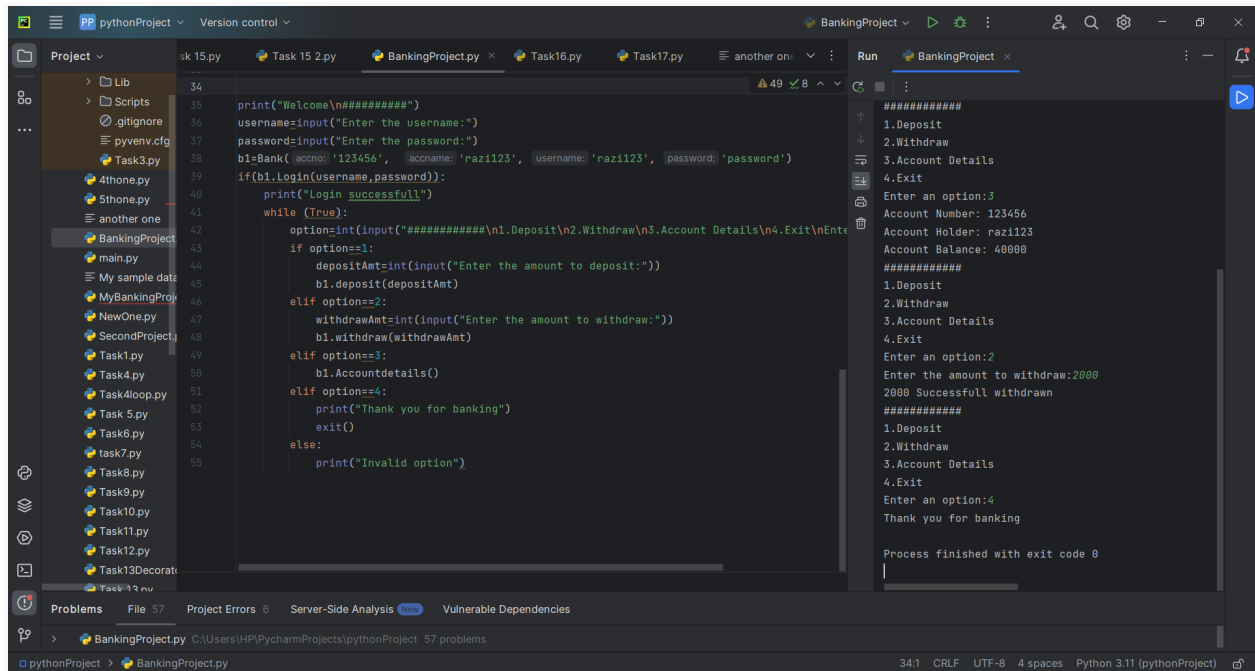 PC PP pythonProject Version control BankingProject
Project
sk 15.py Task 15 2.py BankingProject.py Task16.py Task17.py another one
Run BankingProject
Lib
Scripts
.gitignore
pyvenv.cfg
Task3.py
4thone.py
5thone.py
another one
BankingProject
main.py
My sample data
MyBankingProj
NewOne.py
SecondProject.
Task1.py
Task4.py
Task4loop.py
Task 5.py
Task6.py
task7.py
Task8.py
Task9.py
Task10.py
Task11.py
Task12.py
Task13Decorat
Task 13.py
49 8
34
35 print("Welcome\n##########")
36 username=input("Enter the username:")
37 password=input("Enter the password:")
38 b1=Bank( accno: '123456', accname: 'razi123', username: 'razi123', password: 'password')
39 if(b1.Login(username,password)):
40 print("Login successfull")
41 while (True):
42 option=int(input("############\n1.Deposit\n2.Withdraw\n3.Account Details\n4.Exit\nEnte
43 if option==1:
44 depositAmt=int(input("Enter the amount to deposit:"))
45 b1.deposit(depositAmt)
46 elif option==2:
47 withdrawAmt=int(input("Enter the amount to withdraw:"))
48 b1.withdraw(withdrawAmt)
49 elif option==3:
50 b1.Accountdetails()
51 elif option==4:
52 print("Thank you for banking")
53 exit()
54 else:
55 print("Invalid option")
############
1.Deposit
2.Withdraw
3.Account Details
4.Exit
Enter an option:3
Account Number: 123456
Account Holder: razi123
Account Balance: 40000
############
1.Deposit
2.Withdraw
3.Account Details
4.Exit
Enter an option:2
Enter the amount to withdraw:2000
2000 Successfull withdrawn
############
1.Deposit
2.Withdraw
3.Account Details
4.Exit
Enter an option:4
Thank you for banking
Process finished with exit code 0
Problems File 57 Project Errors 6 Server-Side Analysis New Vulnerable Dependencies
BankingProject.py C:\Users\HP\PycharmProjects\pythonProject 57 problems
pythonProject > BankingProject.py 34:1 CRLF UTF-8 4 spaces Python 3.11 (pythonProject)